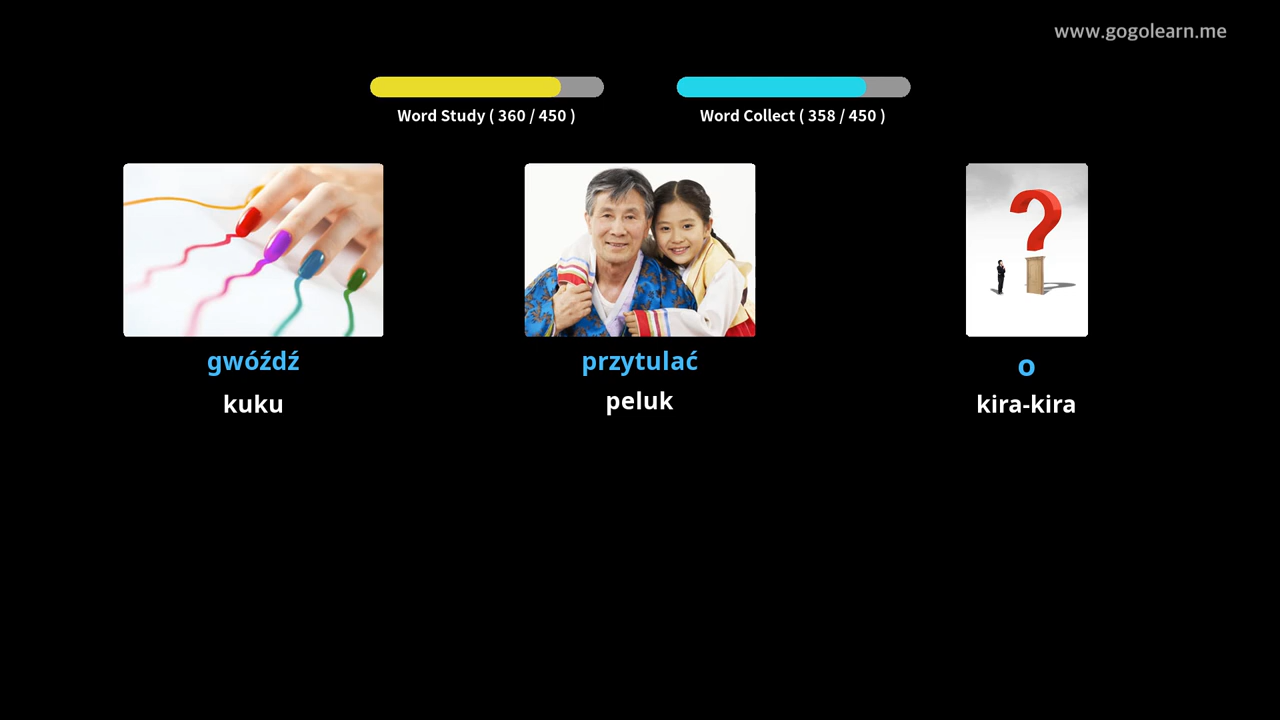 www.gogolearn.me
Word Study ( 360 / 450 )
Word Collect ( 358 / 450 )
gwóźdź
przytulać
o
kuku
peluk
kira-kira